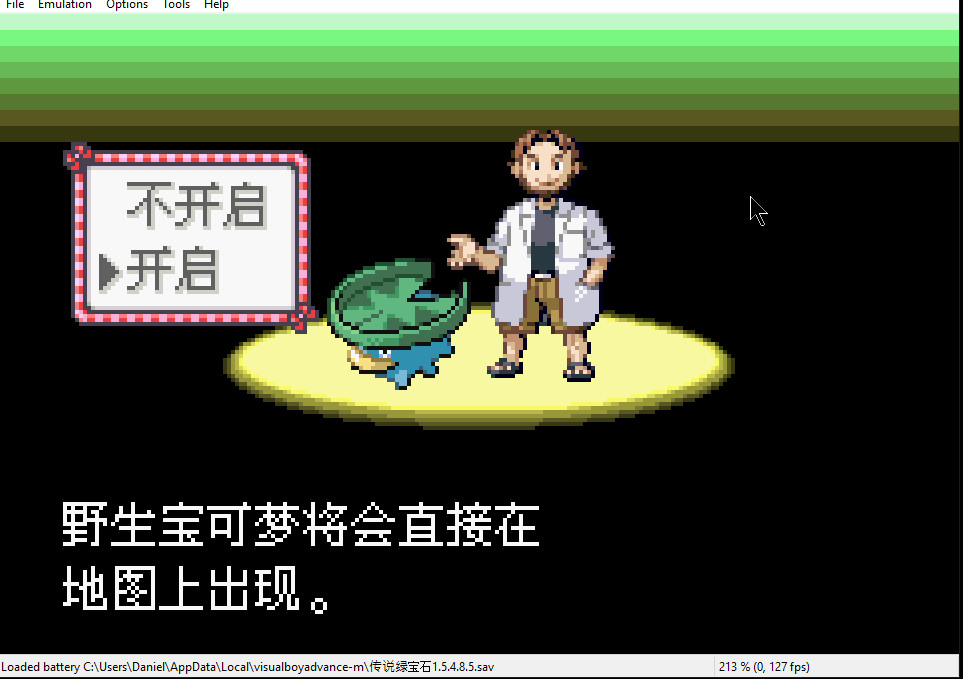 File Emulation Options Tools Help
不开启
开启
野生宝可梦将会直接在
地图上出现。
Loaded battery C:\Users\Daniel\AppData\Local\visualboyadvance-m\传说绿宝石1.5.4.8.5.sav
213 % (0, 127 fps)